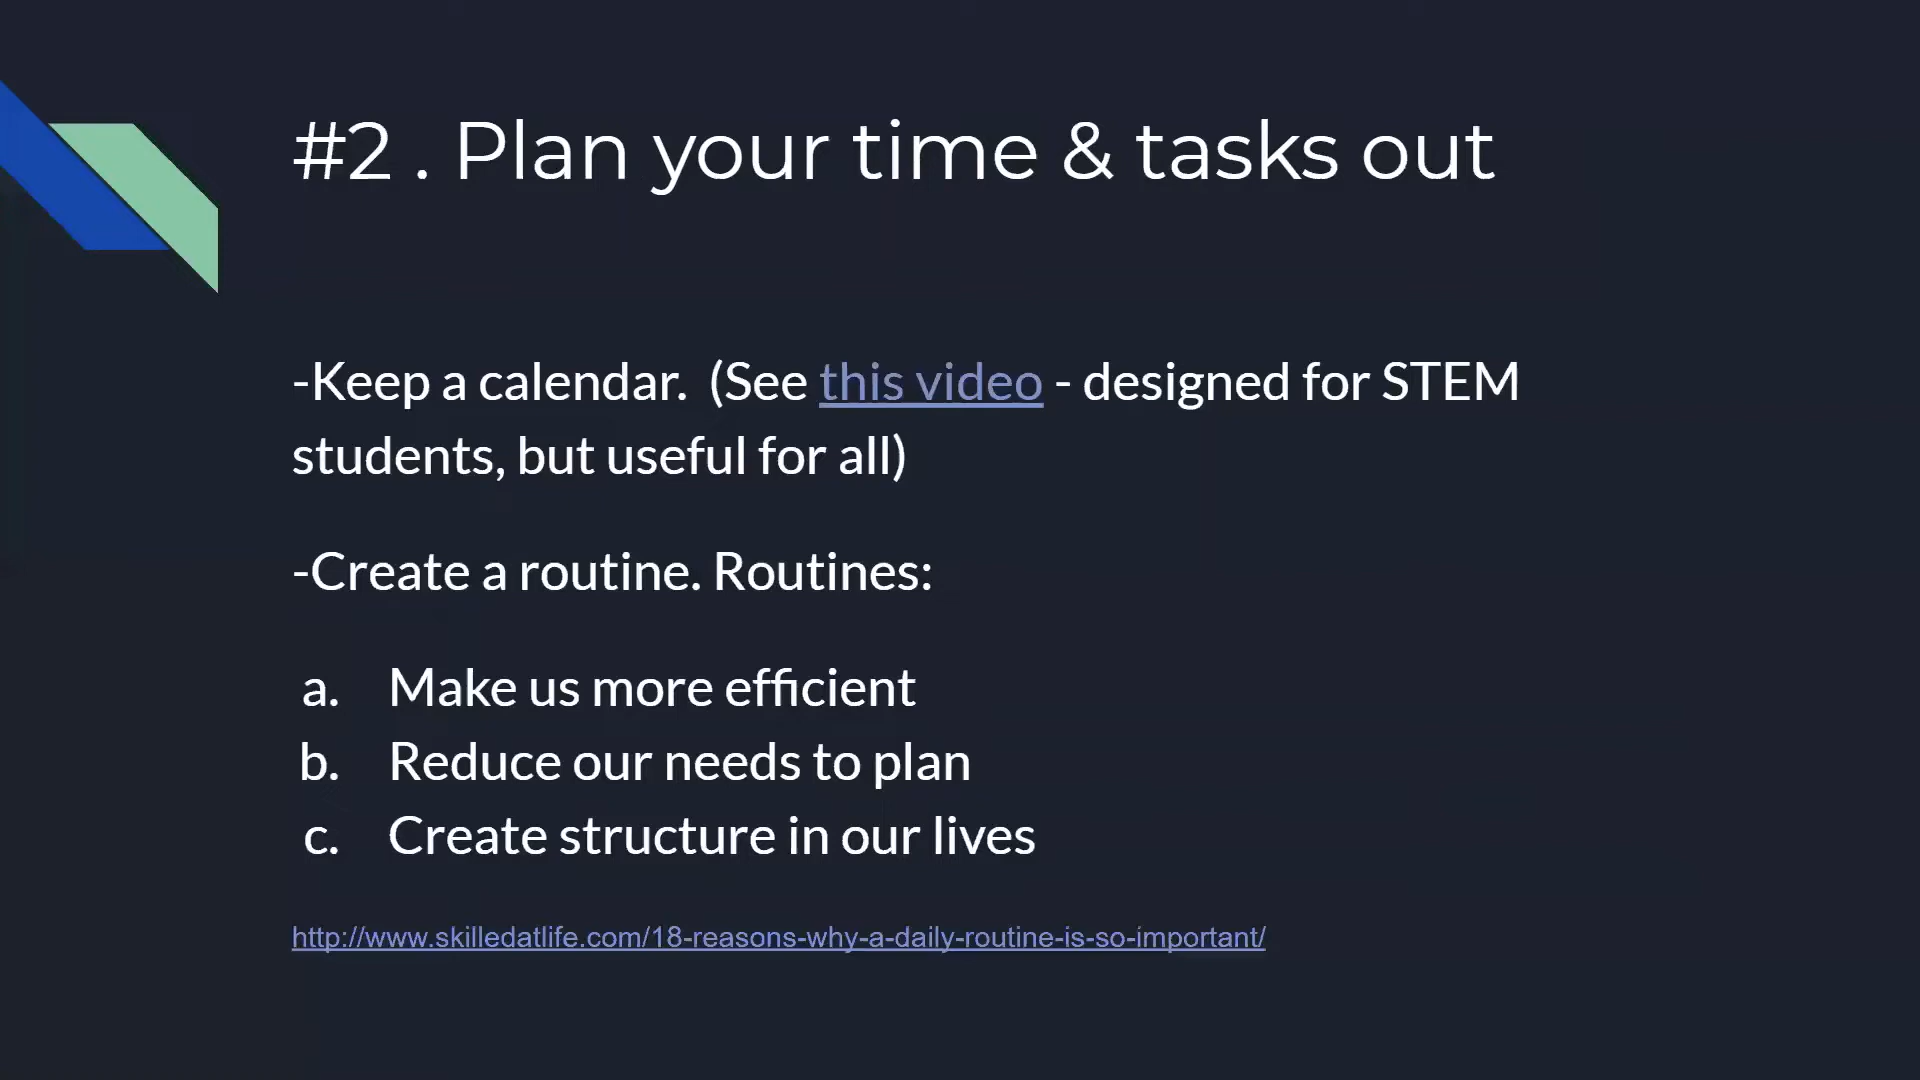 #2 . Plan your time & tasks out
-Keep a calendar. (See this video - designed for STEM
students, but useful for all)
-Create a routine. Routines:
a. Make us more efficient
b. Reduce our needs to plan
c. Create structure in our lives
http://www.skilledatlife.com/18-reasons-why-a-daily-routine-is-so-important/